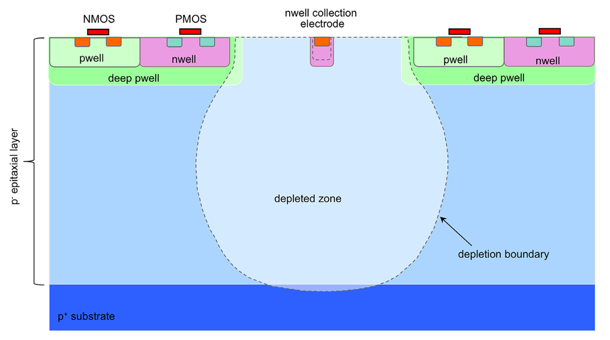 NMOS
PMOS
nwell collection
electrode
pwell
nwell
deep pwell
pwell
nwell
deep pwell
p⁻ epitaxial layer
depleted zone
depletion boundary
p⁺ substrate